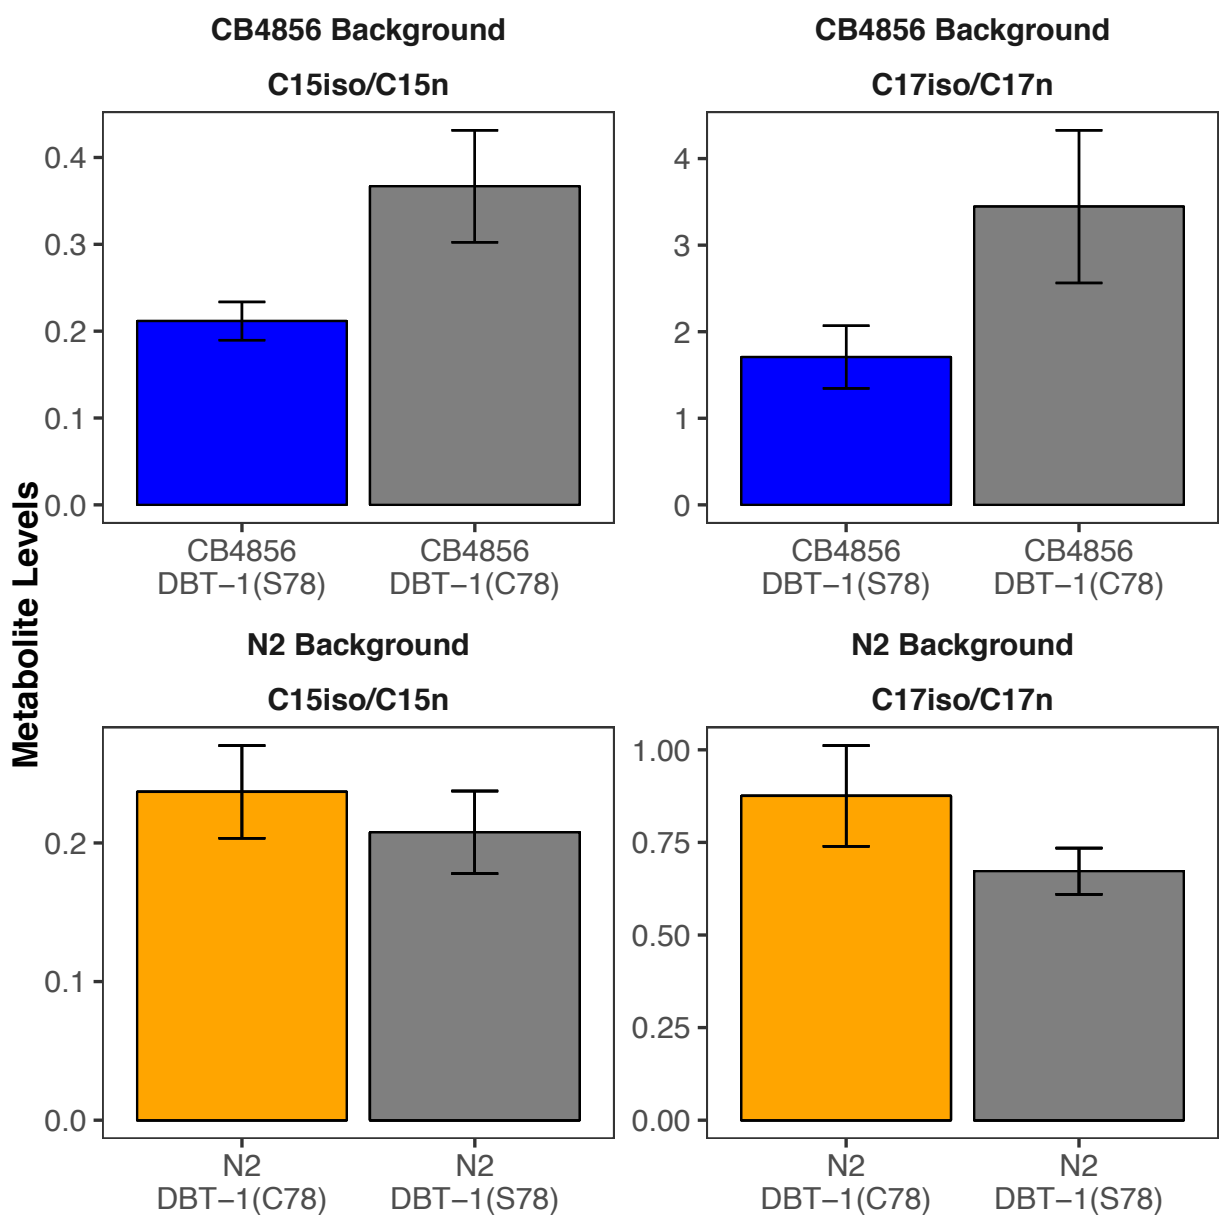 Metabolite Levels
CB4856 Background
C15iso/C15n
0.4
0.3
0.2
0.1
0.0
CB4856
DBT−1(S78)
CB4856
DBT−1(C78)
CB4856 Background
C17iso/C17n
4
3
2
1
0
CB4856
DBT−1(S78)
CB4856
DBT−1(C78)
N2 Background
C15iso/C15n
0.2
0.1
0.0
N2
DBT−1(C78)
N2
DBT−1(S78)
N2 Background
C17iso/C17n
1.00
0.75
0.50
0.25
0.00
N2
DBT−1(C78)
N2
DBT−1(S78)